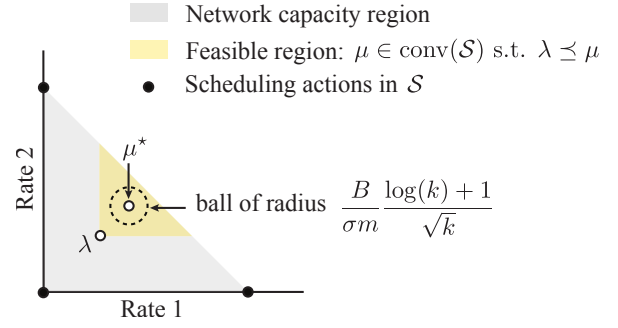 Network capacity region
Feasible region: μ ∈ conv(𝒮) s.t. λ ⪯ μ
Scheduling actions in 𝒮
Rate 2
μ⋆
ball of radius B/(σm) (log(k) + 1)/√k
λ
Rate 1